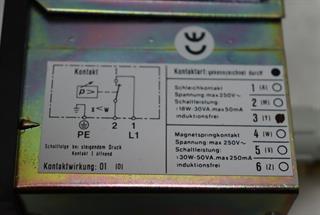 Kontakt
p>
x<W
PE
2 1
L1
Schaltfolge bei steigendem Druck
Kontakt 1 öffnend
Kontaktwirkung: 01 (O)
Kontaktart: gekennzeichnet durch
Schleichkontakt
Spannung: max 250V~
Schaltleistung:
18W-30VA, max 50mA
induktionsfrei
1 (A)
2 (M)
3 (Y)
Magnetspringkontakt
Spannung: max 250V~
Schaltleistung:
30W-50VA, max 250mA
induktionsfrei
4 (W)
5 (V)
6 (Z)